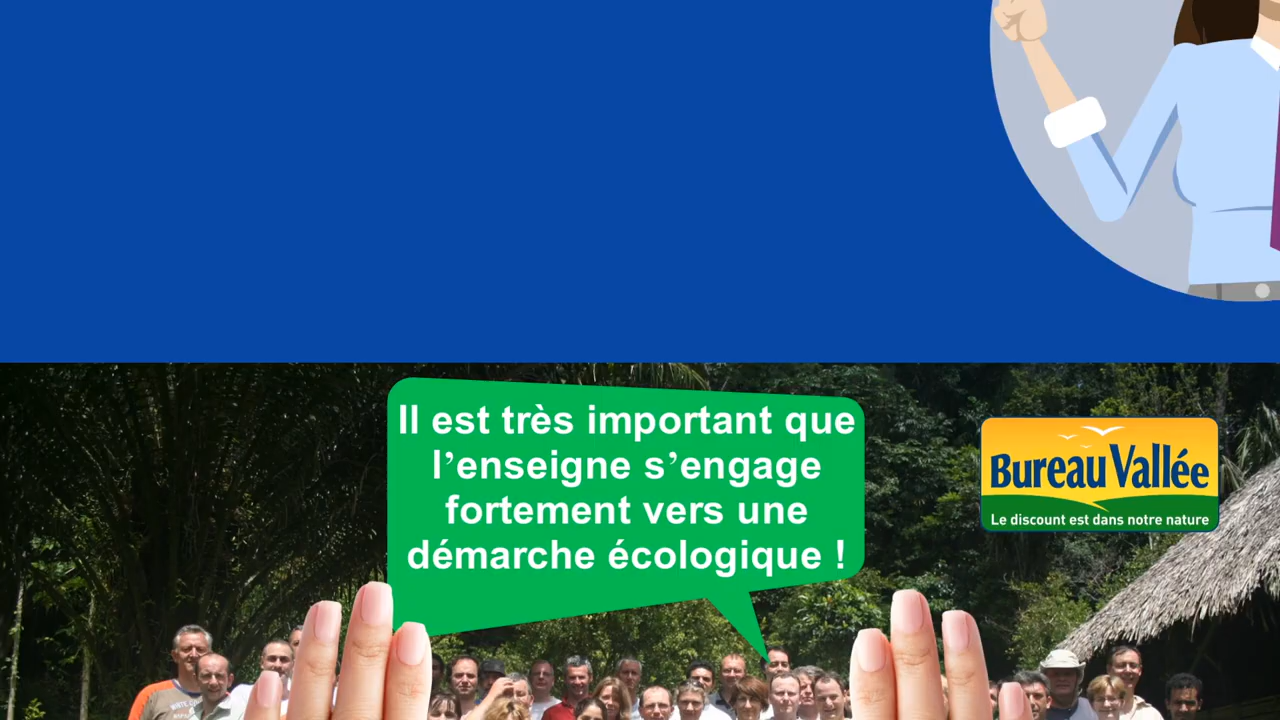 Il est très important que
l’enseigne s’engage
fortement vers une
démarche écologique !
Bureau Vallée
Le discount est dans notre nature